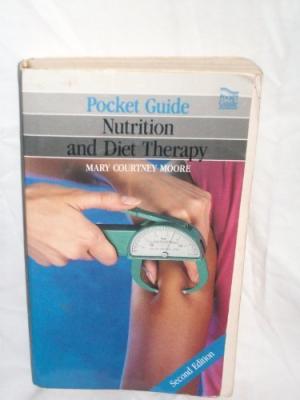 Pocket Guide
Nutrition
and Diet Therapy
MARY COURTNEY MOORE
Second Edition